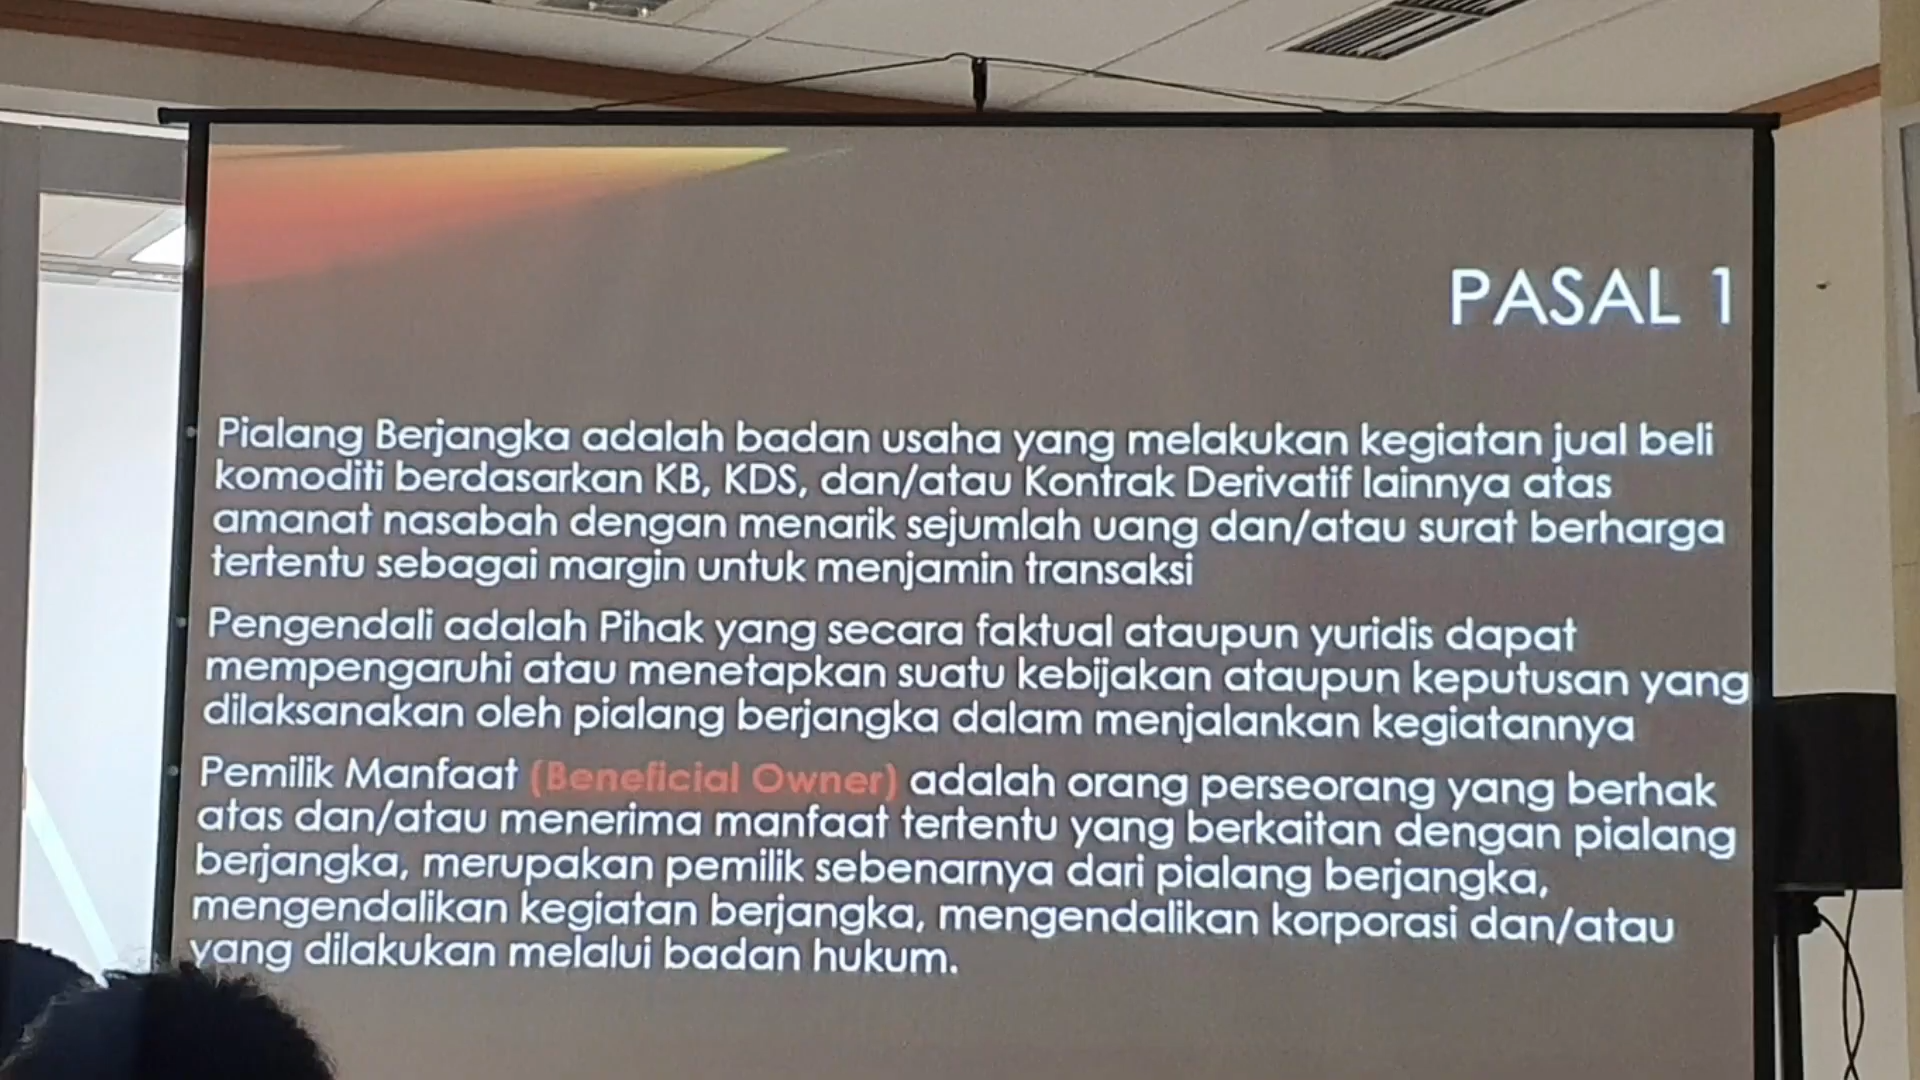 PASAL 1
• Pialang Berjangka adalah badan usaha yang melakukan kegiatan jual beli
komoditi berdasarkan KB, KDS, dan/atau Kontrak Derivatif lainnya atas
amanat nasabah dengan menarik sejumlah uang dan/atau surat berharga
tertentu sebagai margin untuk menjamin transaksi
• Pengendali adalah Pihak yang secara faktual ataupun yuridis dapat
mempengaruhi atau menetapkan suatu kebijakan ataupun keputusan yang
dilaksanakan oleh pialang berjangka dalam menjalankan kegiatannya
• Pemilik Manfaat (Beneficial Owner) adalah orang perseorang yang berhak
atas dan/atau menerima manfaat tertentu yang berkaitan dengan pialang
berjangka, merupakan pemilik sebenarnya dari pialang berjangka,
mengendalikan kegiatan berjangka, mengendalikan korporasi dan/atau
yang dilakukan melalui badan hukum.